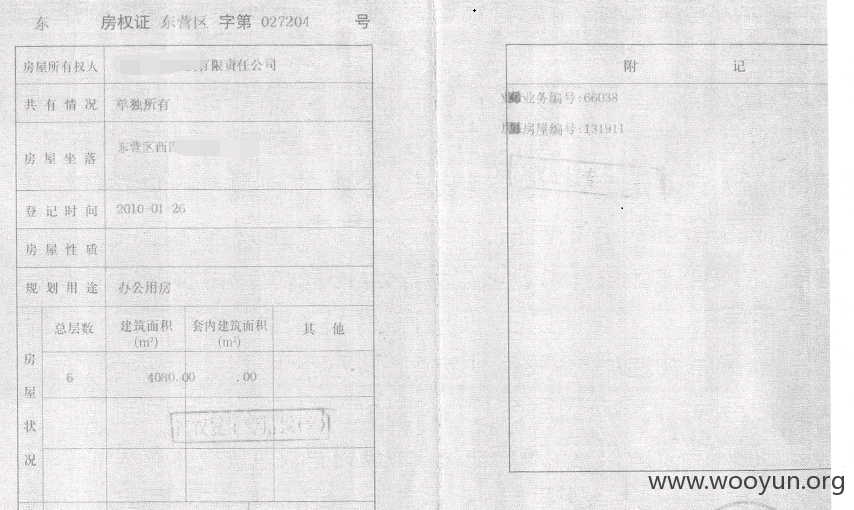 东 房权证 东营区 字第 027204 号
房屋所有权人 有限责任公司
共有情况 单独所有
房屋坐落 东营区西四
登记时间 2010-01-26
房屋性质
规划用途 办公用房
房屋状况
总层数 建筑面积(m²) 套内建筑面积(m²) 其他
6 4080.00 .00
附 记
业务编号:66038
房屋编号:131911
www.wooyun.org